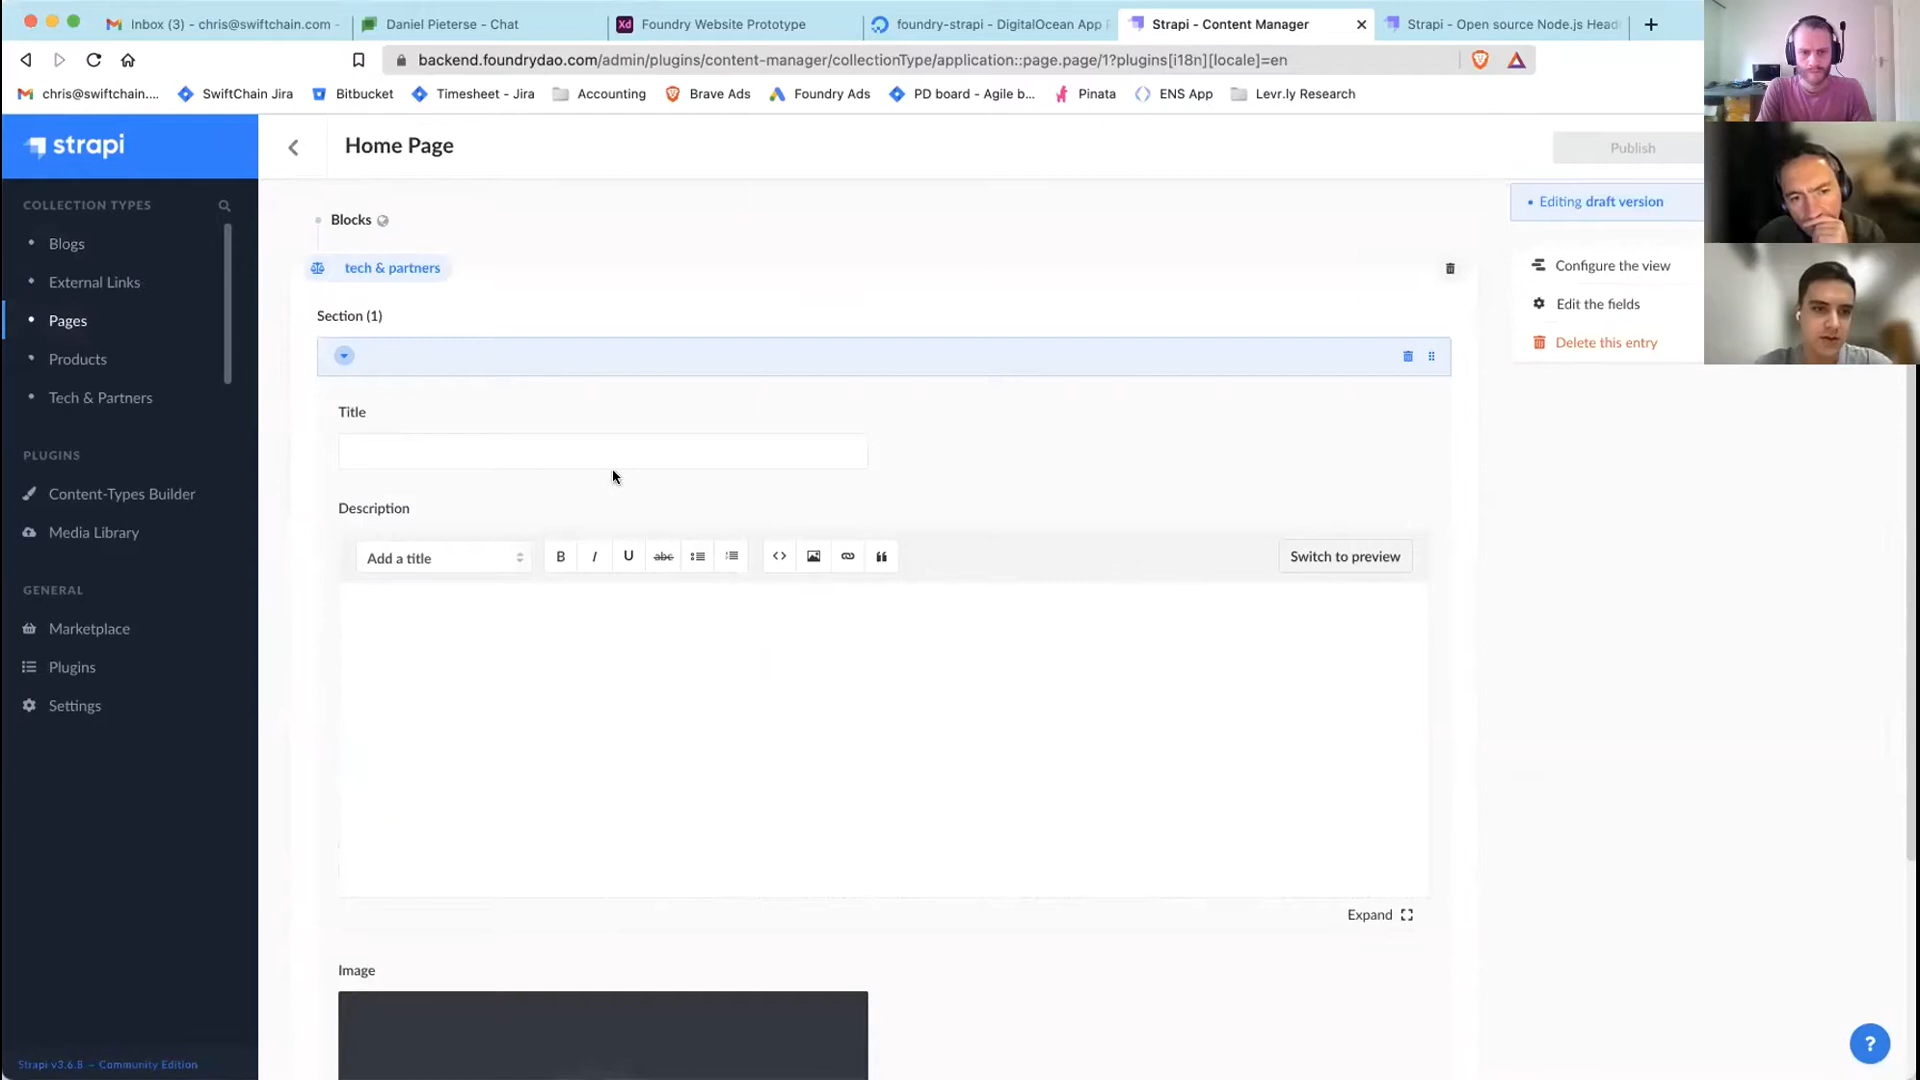 Inbox (3) - chris@swiftchain.com -
Daniel Pieterse - Chat
Foundry Website Prototype
foundry-strapi - DigitalOcean App P
Strapi - Content Manager
Strapi - Open source Node.js Head
backend.foundrydao.com/admin/plugins/content-manager/collectionType/application::page.page/1?plugins[i18n][locale]=en
chris@swiftchain....
SwiftChain Jira
Bitbucket
Timesheet - Jira
Accounting
Brave Ads
Foundry Ads
PD board - Agile b...
Pinata
ENS App
Levr.ly Research
strapi
COLLECTION TYPES
Blogs
External Links
Pages
Products
Tech & Partners
PLUGINS
Content-Types Builder
Media Library
GENERAL
Marketplace
Plugins
Settings
Strapi v3.6.8 — Community Edition
Home Page
Publish
Blocks
tech & partners
Section (1)
Title
Description
Add a title
B I U abc
Switch to preview
Expand
Image
Editing draft version
Configure the view
Edit the fields
Delete this entry
?